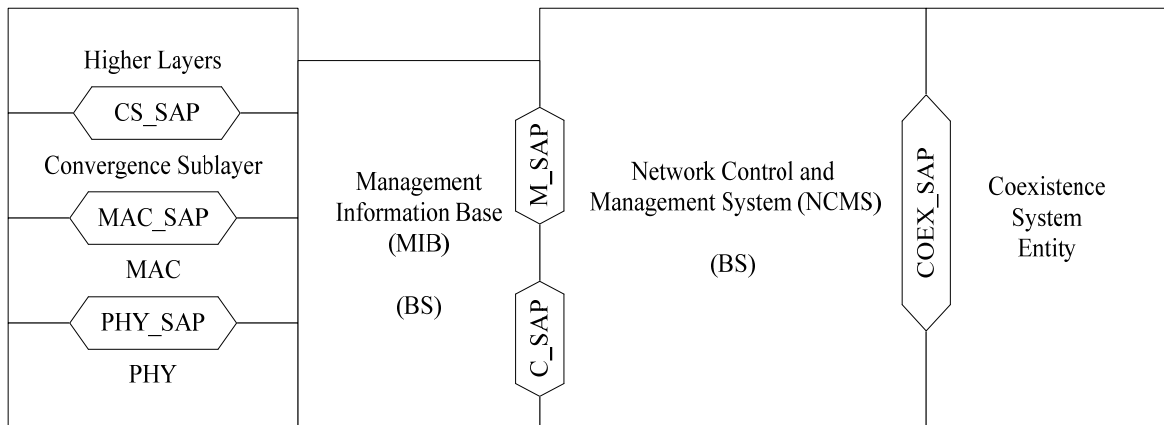 Higher Layers
CS_SAP
Convergence Sublayer
MAC_SAP
MAC
PHY_SAP
PHY
Management
Information Base
(MIB)
(BS)
M_SAP
C_SAP
Network Control and
Management System (NCMS)
(BS)
COEX_SAP
Coexistence
System
Entity